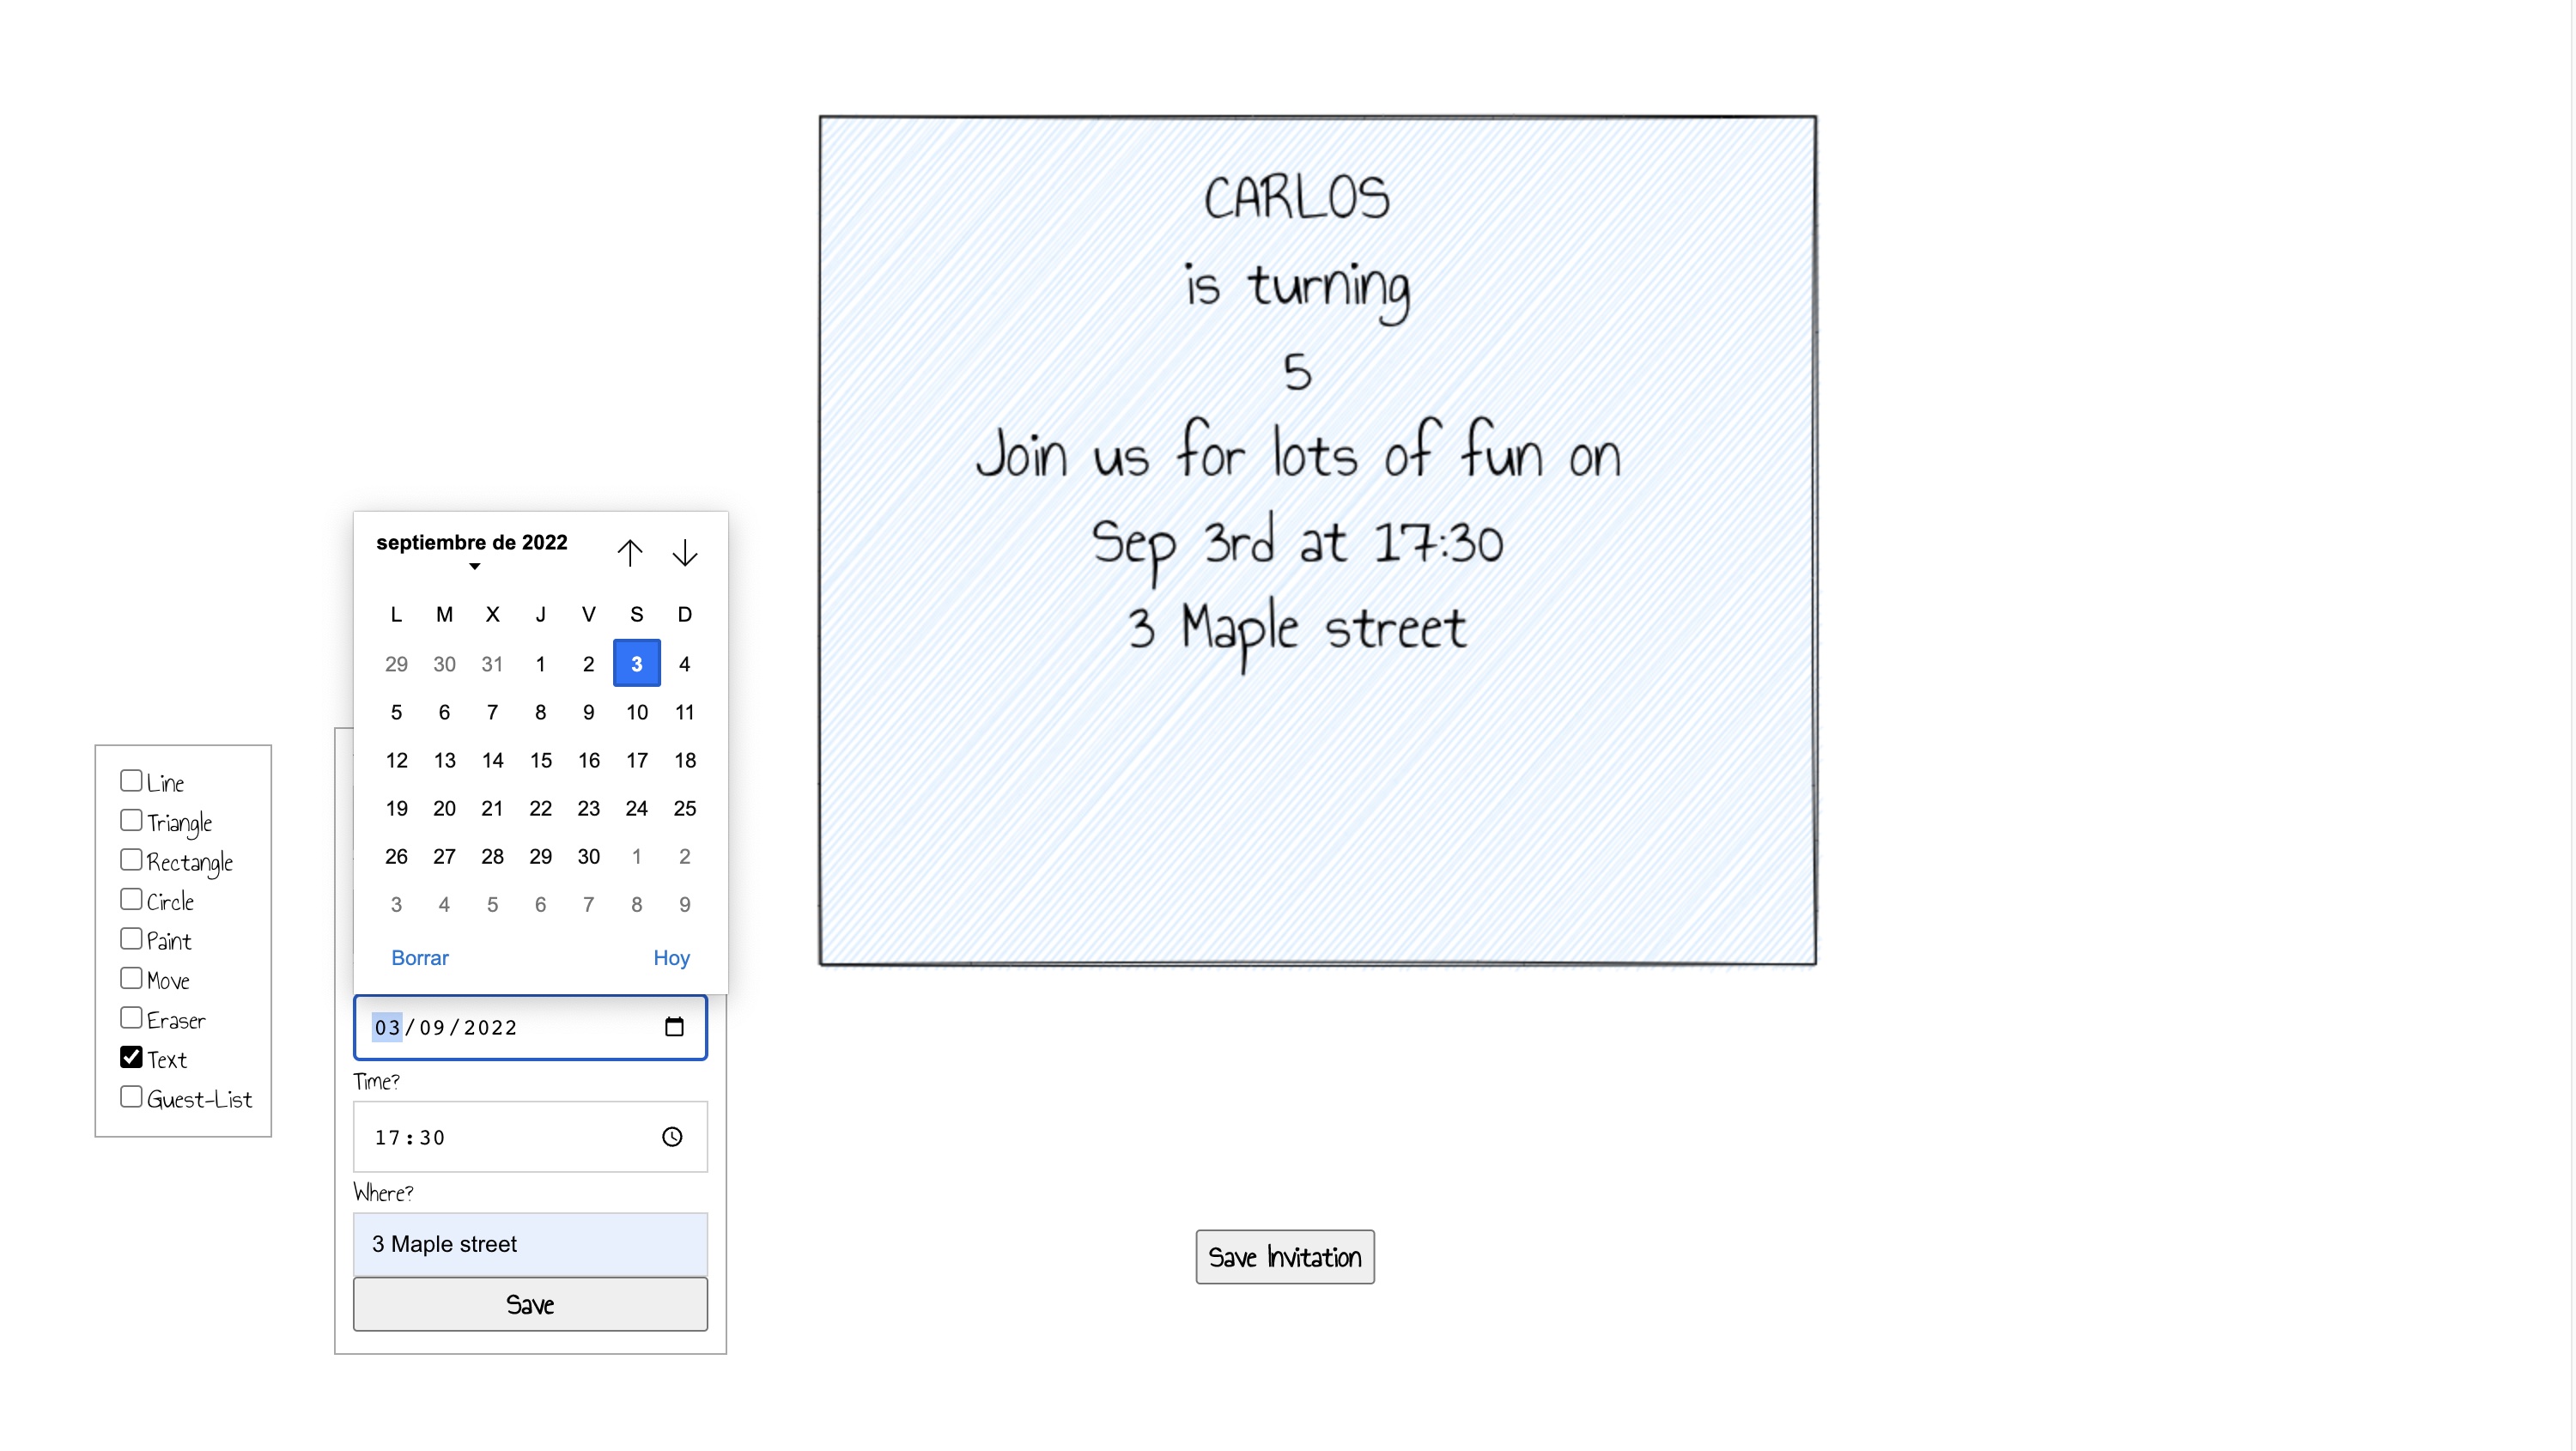 CARLOS
is turning
5
Join us for lots of fun on
Sep 3rd at 17:30
3 Maple street
septiembre de 2022
L M X J V S D
29 30 31 1 2 3 4
5 6 7 8 9 10 11
12 13 14 15 16 17 18
19 20 21 22 23 24 25
26 27 28 29 30 1 2
3 4 5 6 7 8 9
Borrar Hoy
03/09/2022
Time?
17:30
Where?
3 Maple street
Save
Line
Triangle
Rectangle
Circle
Paint
Move
Eraser
Text
Guest-List
Save Invitation